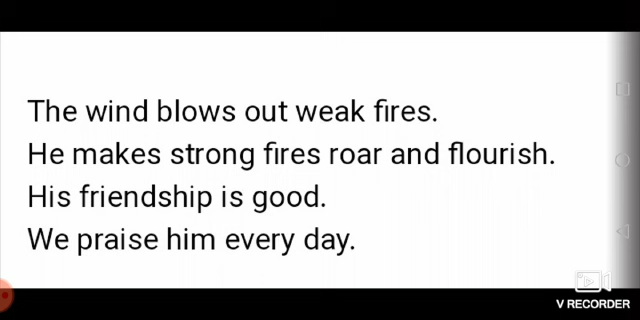 The wind blows out weak fires.
He makes strong fires roar and flourish.
His friendship is good.
We praise him every day.
V RECORDER